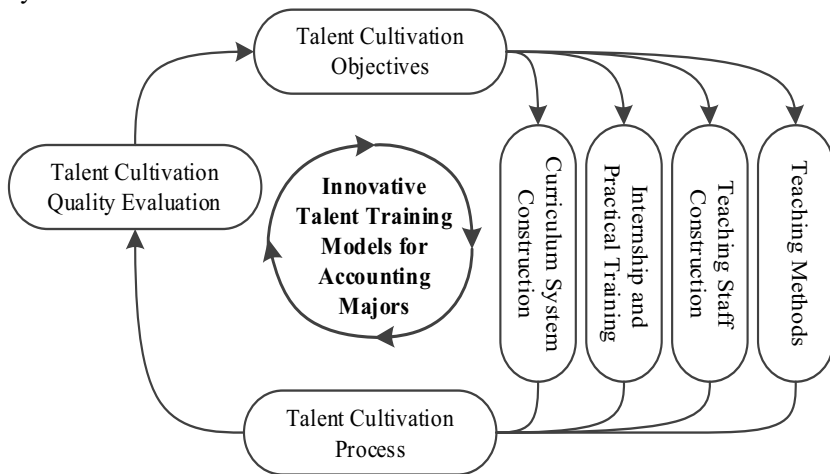 Talent Cultivation
Objectives
Talent Cultivation
Quality Evaluation
Innovative
Talent Training
Models for
Accounting
Majors
Curriculum System
Construction
Internship and
Practical Training
Teaching Staff
Construction
Teaching Methods
Talent Cultivation
Process